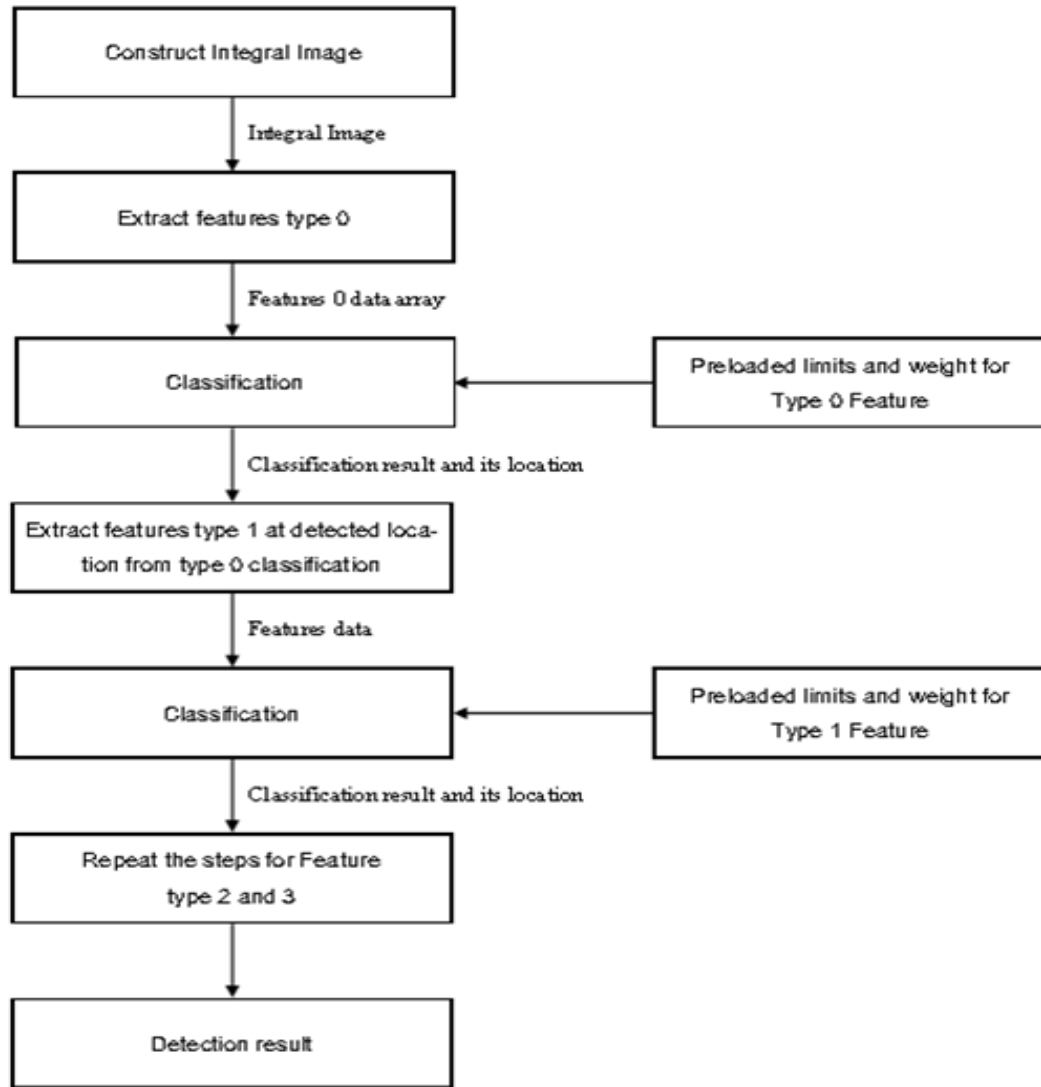 Construct Integral Image
Integral Image
Extract features type 0
Features 0 data array
Classification
Preloaded limits and weight for
Type 0 Feature
Classification result and its location
Extract features type 1 at detected loca-
tion from type 0 classification
Features data
Classification
Preloaded limits and weight for
Type 1 Feature
Classification result and its location
Repeat the steps for Feature
type 2 and 3
Detection result